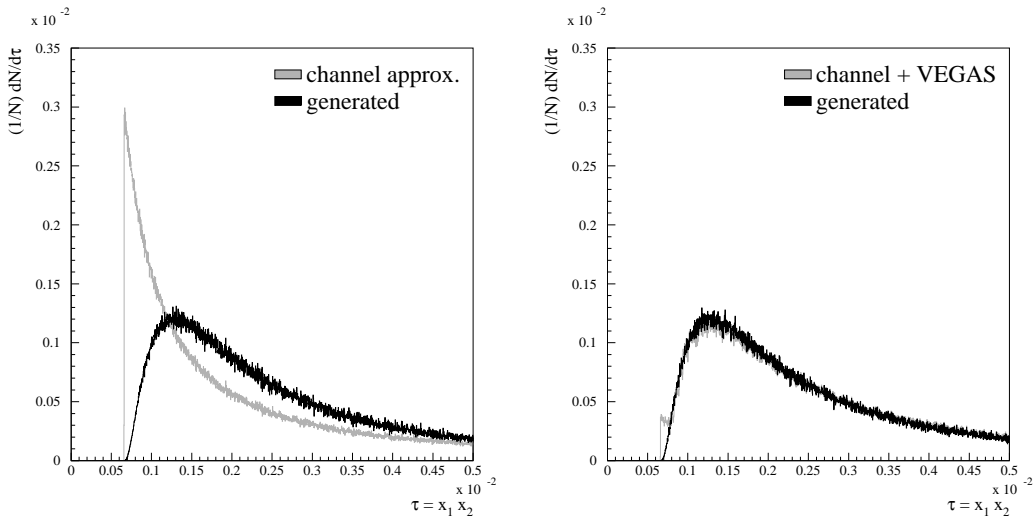 x 10 -2
0.35
0.3
0.25
0.2
0.15
0.1
0.05
0
(1/N) dN/dτ
channel approx.
generated
0 0.05 0.1 0.15 0.2 0.25 0.3 0.35 0.4 0.45 0.5
x 10 -2
τ = x1 x2
x 10 -2
0.35
0.3
0.25
0.2
0.15
0.1
0.05
0
(1/N) dN/dτ
channel + VEGAS
generated
0 0.05 0.1 0.15 0.2 0.25 0.3 0.35 0.4 0.45 0.5
x 10 -2
τ = x1 x2